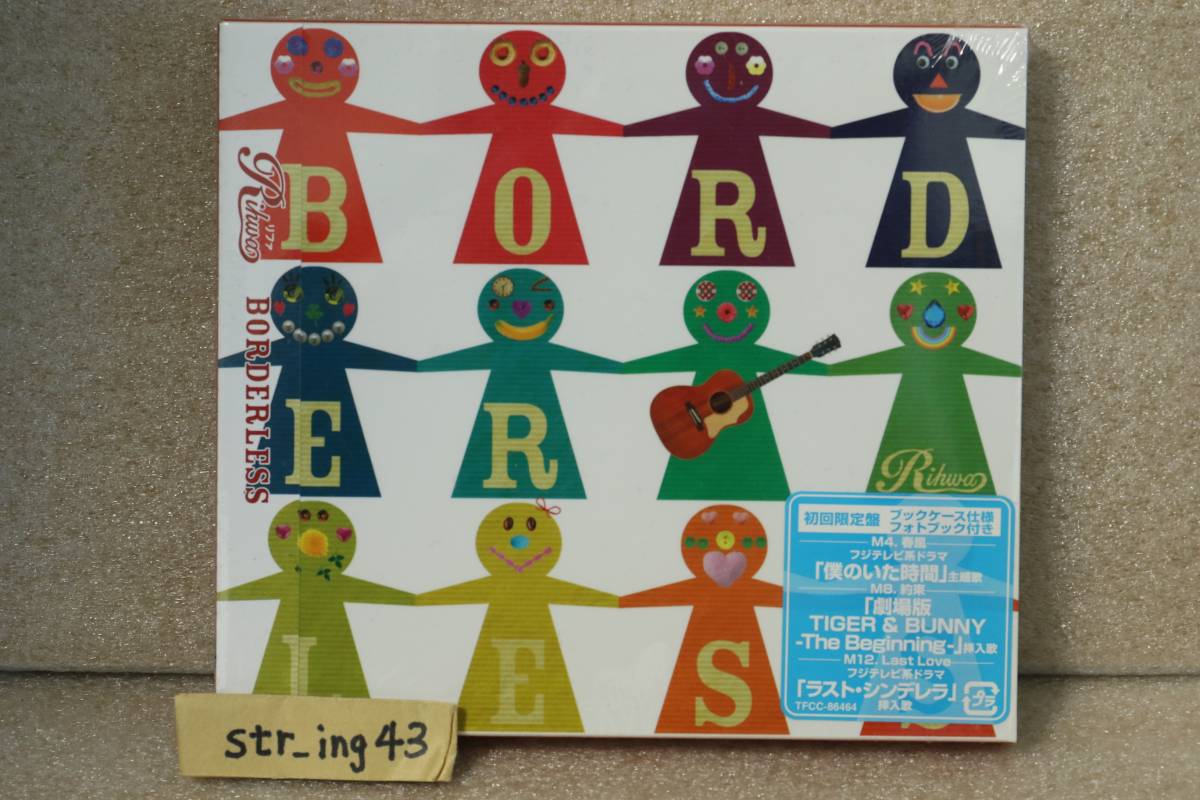 B O R D
Rihwa
リファ
BORDERLESS
E R
Rihwa
L E S S
初回限定盤 ブックケース仕様
フォトブック付き
M4. 春風
フジテレビ系ドラマ
「僕のいた時間」主題歌
M8. 約束
「劇場版
TIGER & BUNNY
-The Beginning-」挿入歌
M12. Last Love
フジテレビ系ドラマ
「ラスト・シンデレラ」
TFCC-86464 挿入歌
プラ
str_ing43